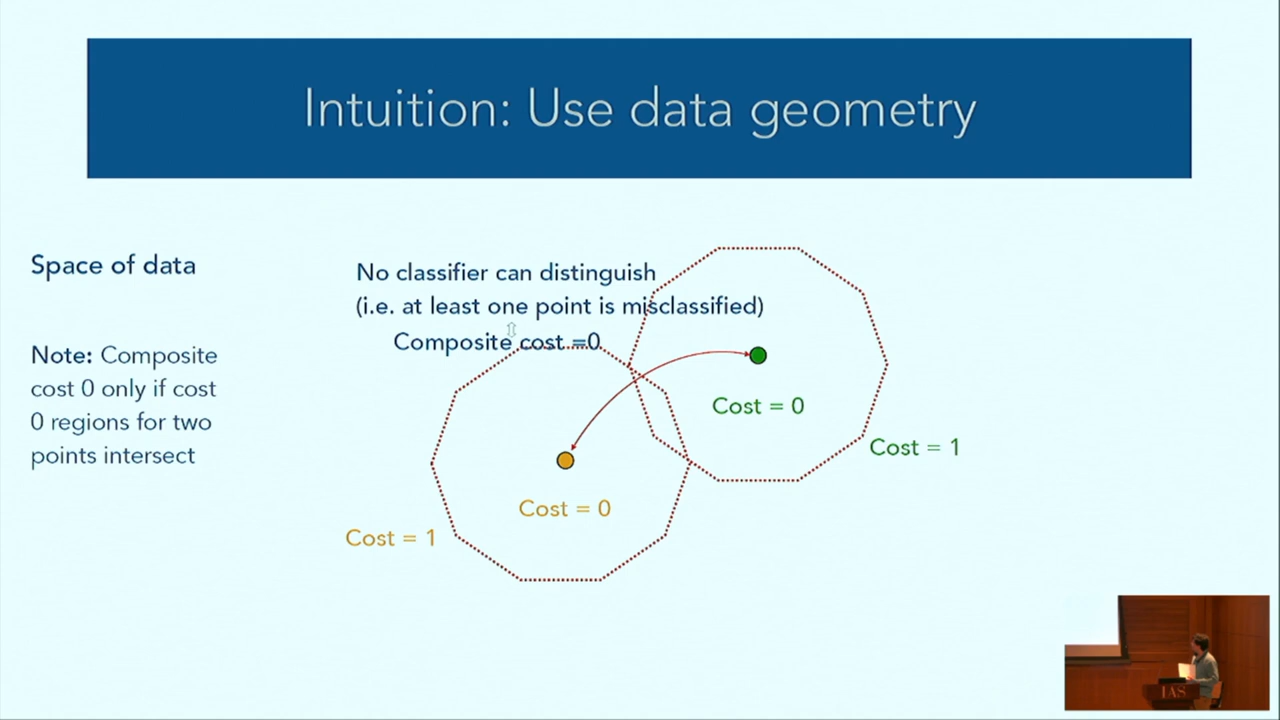 Intuition: Use data geometry
Space of data
Note: Composite
cost 0 only if cost
0 regions for two
points intersect
No classifier can distinguish
(i.e. at least one point is misclassified)
⇕
Composite cost =0
Cost = 0
Cost = 1
Cost = 0
Cost = 1
IAS